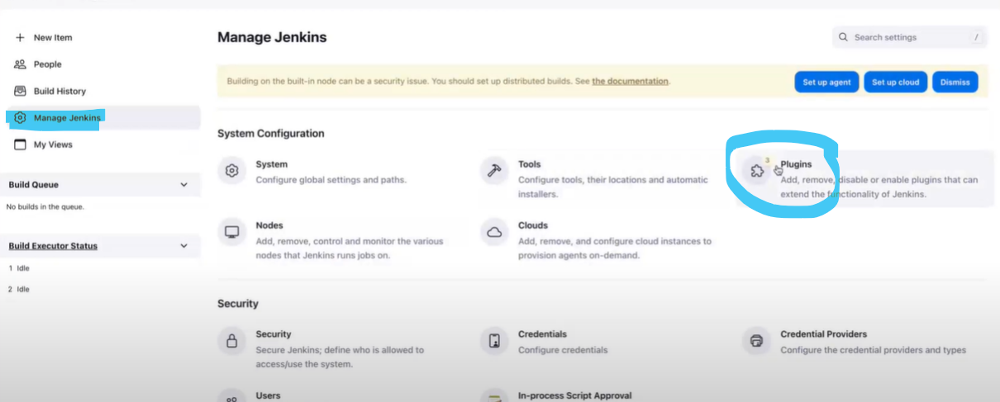 New Item
People
Build History
Manage Jenkins
My Views
Build Queue
No builds in the queue.
Build Executor Status
1 Idle
2 Idle
Manage Jenkins
Search settings /
Building on the built-in node can be a security issue. You should set up distributed builds. See the documentation.
Set up agent
Set up cloud
Dismiss
System Configuration
System
Configure global settings and paths.
Tools
Configure tools, their locations and automatic
installers.
3
Plugins
Add, remove, disable or enable plugins that can
extend the functionality of Jenkins.
Nodes
Add, remove, control and monitor the various
nodes that Jenkins runs jobs on.
Clouds
Add, remove, and configure cloud instances to
provision agents on-demand.
Security
Security
Secure Jenkins; define who is allowed to
access/use the system.
Credentials
Configure credentials
Credential Providers
Configure the credential providers and types
Users
In-process Script Approval